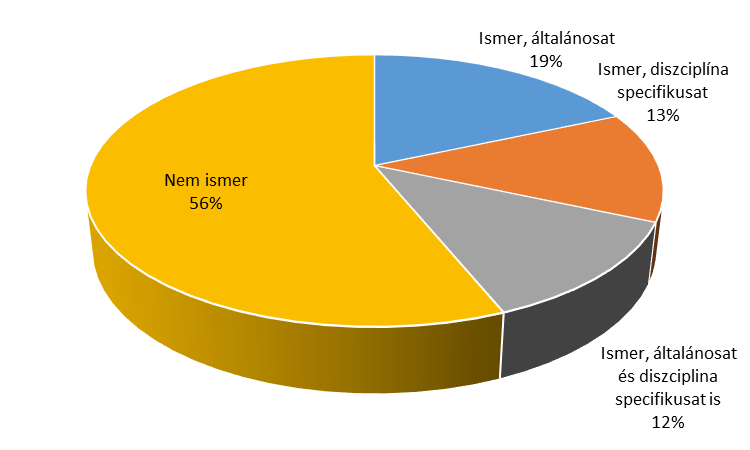 Ismer, általánosat
19%
Ismer, diszciplína
specifikusat
13%
Nem ismer
56%
Ismer, általánosat
és diszciplina
specifikusat is
12%